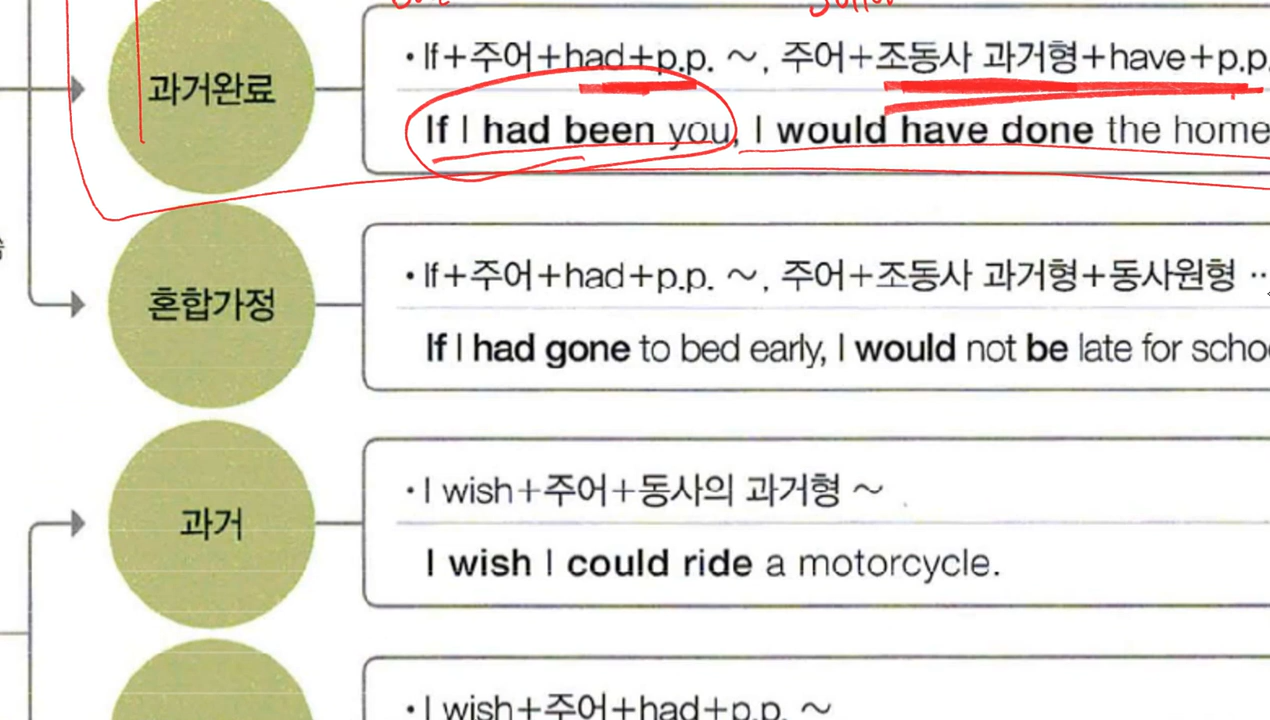 과거완료
• If+주어+had+p.p. ~, 주어+조동사 과거형+have+p.p.
If I had been you, I would have done the home
혼합가정
• If+주어+had+p.p. ~, 주어+조동사 과거형+동사원형 ··
If I had gone to bed early, I would not be late for scho
과거
• I wish+주어+동사의 과거형 ~
I wish I could ride a motorcycle.
• I wish+주어+had+p.p. ~